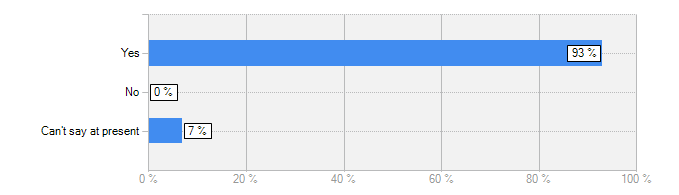 Yes 93 %
No 0 %
Can't say at present 7 %
0 % 20 % 40 % 60 % 80 % 100 %